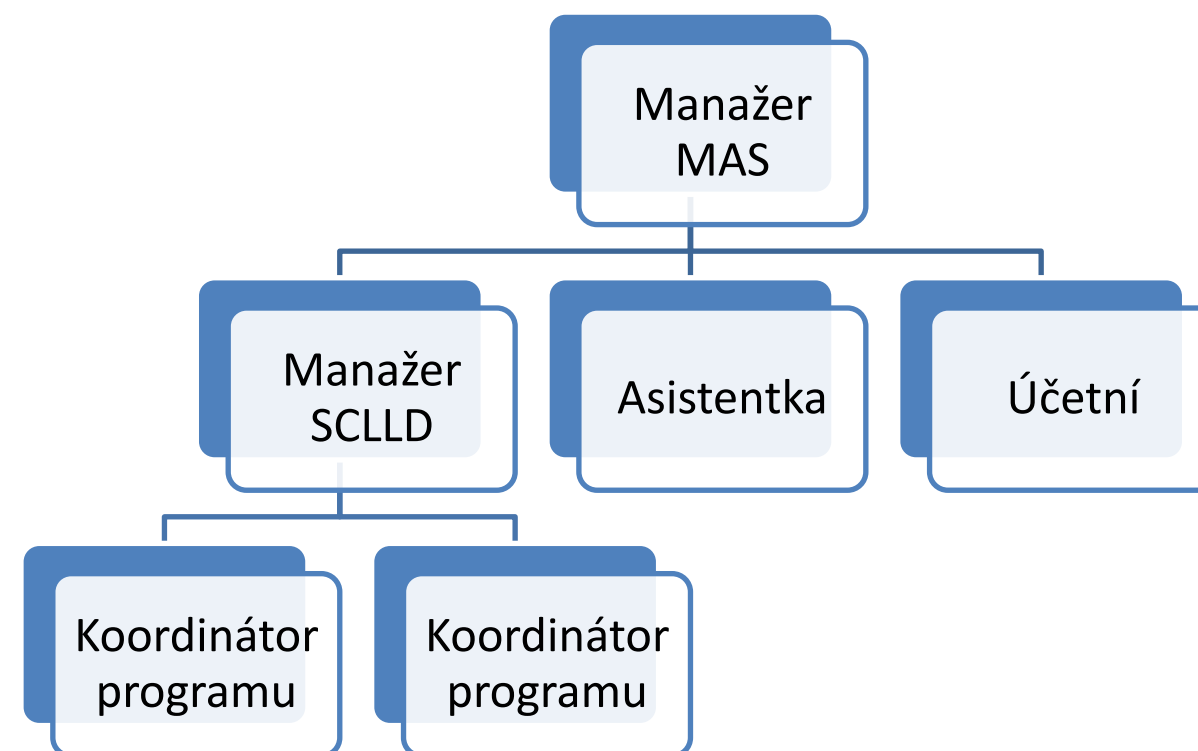 Manažer
MAS
Manažer
SCLLD
Asistentka
Účetní
Koordinátor
programu
Koordinátor
programu